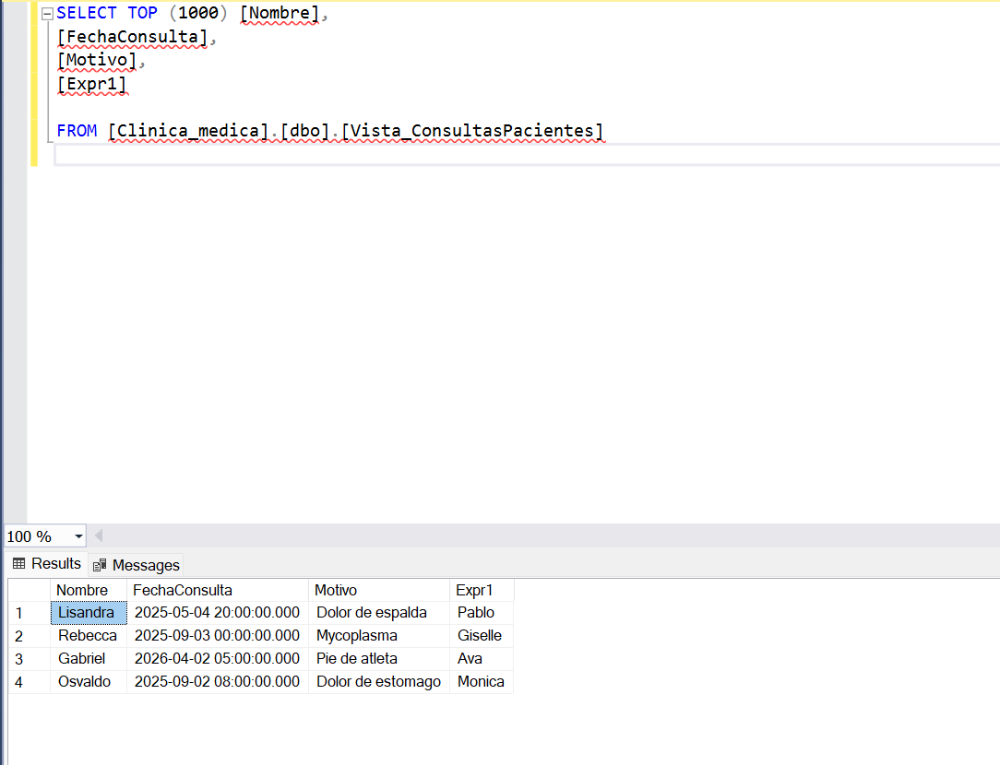 SELECT TOP (1000) [Nombre],
[FechaConsulta],
[Motivo],
[Expr1]
FROM [Clinica_medica].[dbo].[Vista_ConsultasPacientes]
100 %
Results Messages
Nombre FechaConsulta Motivo Expr1
1 Lisandra 2025-05-04 20:00:00.000 Dolor de espalda Pablo
2 Rebecca 2025-09-03 00:00:00.000 Mycoplasma Giselle
3 Gabriel 2026-04-02 05:00:00.000 Pie de atleta Ava
4 Osvaldo 2025-09-02 08:00:00.000 Dolor de estomago Monica